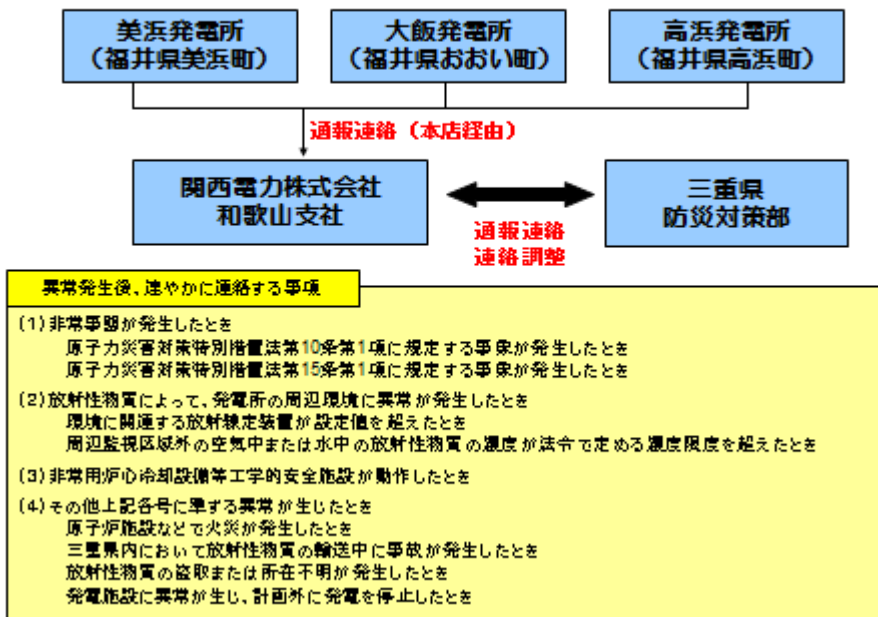 美浜発電所
（福井県美浜町）
大飯発電所
（福井県おおい町）
高浜発電所
（福井県高浜町）
通報連絡（本店経由）
関西電力株式会社
和歌山支社
三重県
防災対策部
通報連絡
連絡調整
異常発生後、速やかに連絡する事項
(1)非常事態が発生したとき
原子力災害対策特別措置法第10条第1項に規定する事象が発生したとき
原子力災害対策特別措置法第15条第1項に規定する事象が発生したとき
(2)放射性物質によって、発電所の周辺環境に異常が発生したとき
環境に関連する放射線定装置が設定値を超えたとき
周辺監視区域外の空気中または水中の放射性物質の濃度が法令で定める濃度限度を超えたとき
(3)非常用炉心冷却設備等工学的安全施設が動作したとき
(4)その他上記各号に準ずる異常が生じたとき
原子炉施設などで火災が発生したとき
三重県内において放射性物質の輸送中に事故が発生したとき
放射性物質の盗取または所在不明が発生したとき
発電施設に異常が生じ、計画外に発電を停止したとき